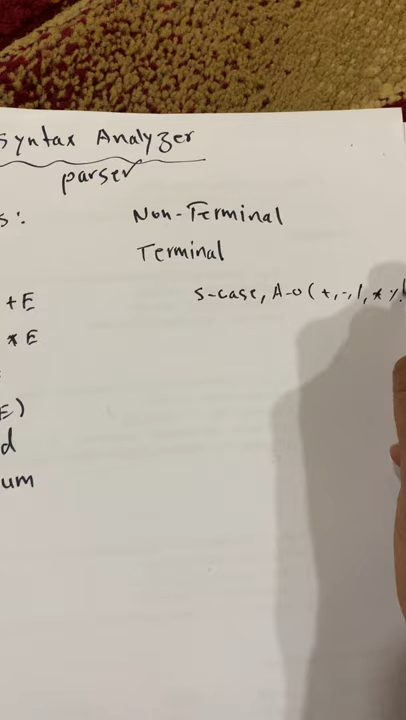 Syntax Analyzer
parser
s:
Non-Terminal
Terminal
+E
s-case, A-o (+,-,/,*%
*E
E)
d
um